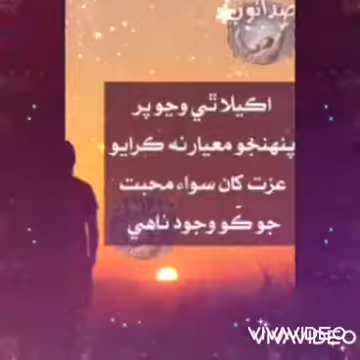 اڪيلا ٿي وڃو پر
پنهنجو معيار نه ڪرايو
عزت کان سواء محبت
جو ڪو وجود ناهي
VIVAVIDEO